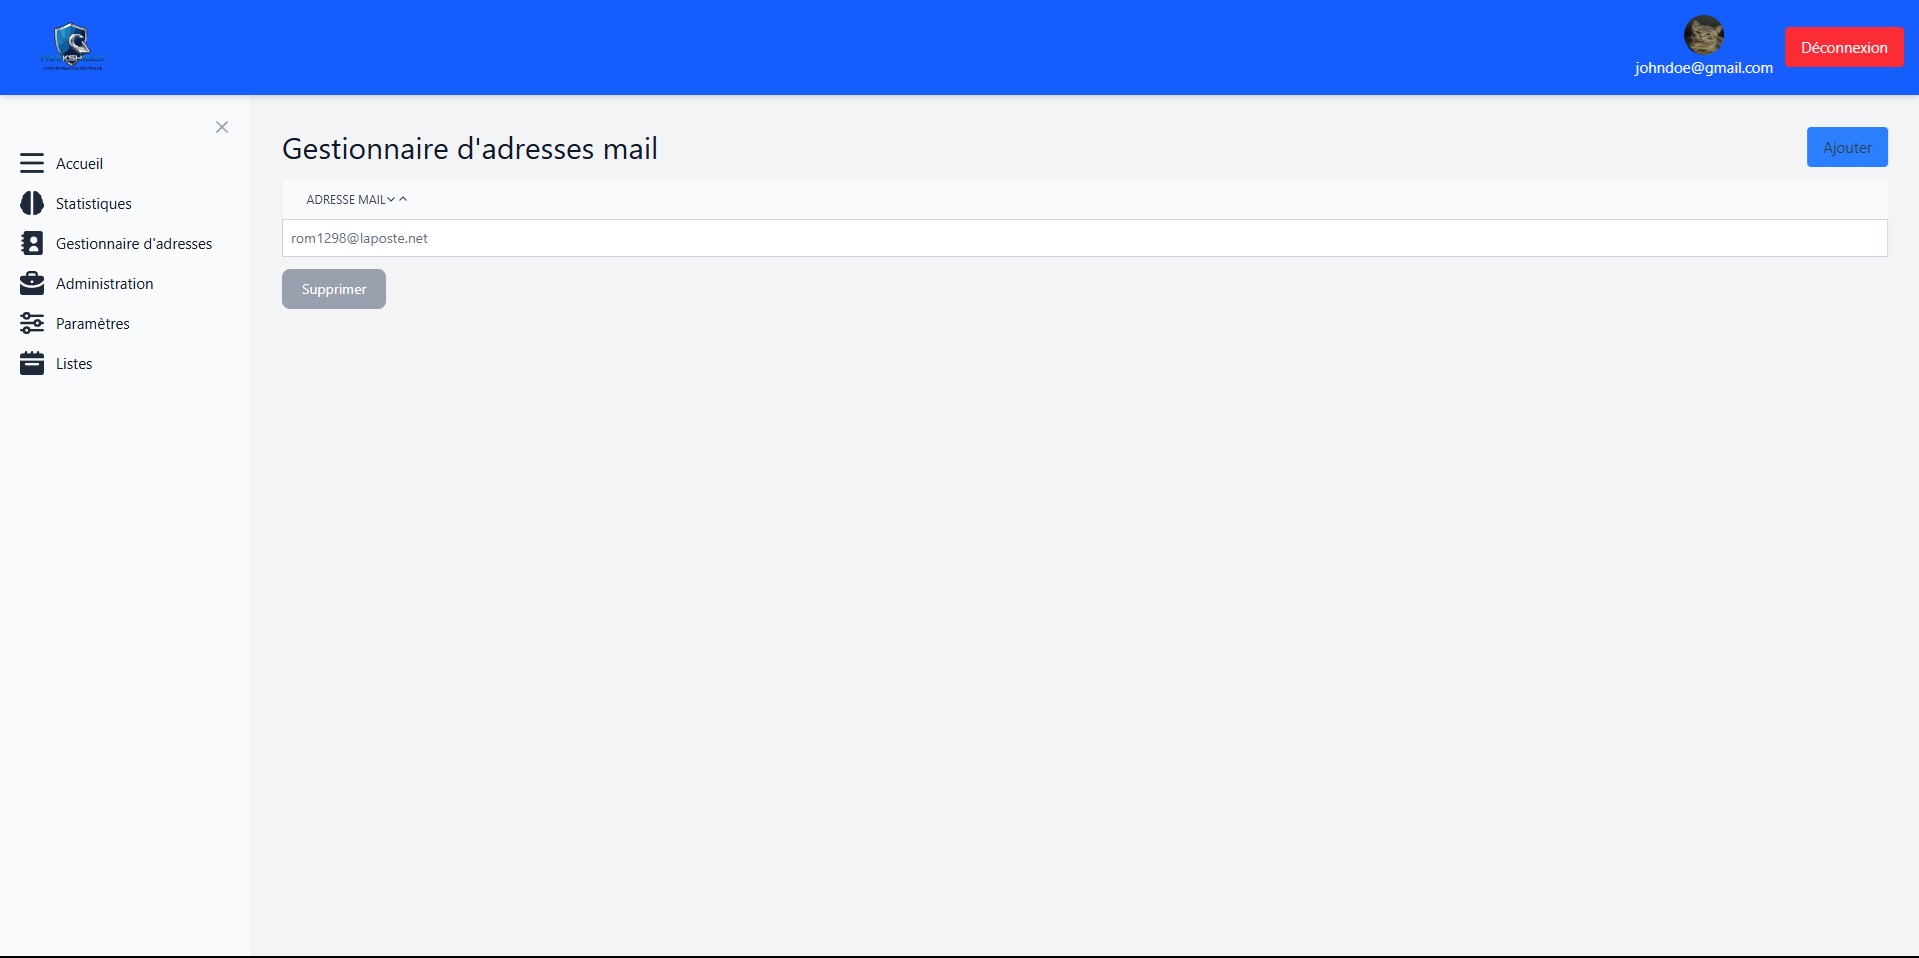 johndoe@gmail.com
Déconnexion
Accueil
Statistiques
Gestionnaire d'adresses
Administration
Paramètres
Listes
Gestionnaire d'adresses mail
Ajouter
ADRESSE MAIL
rom1298@laposte.net
Supprimer